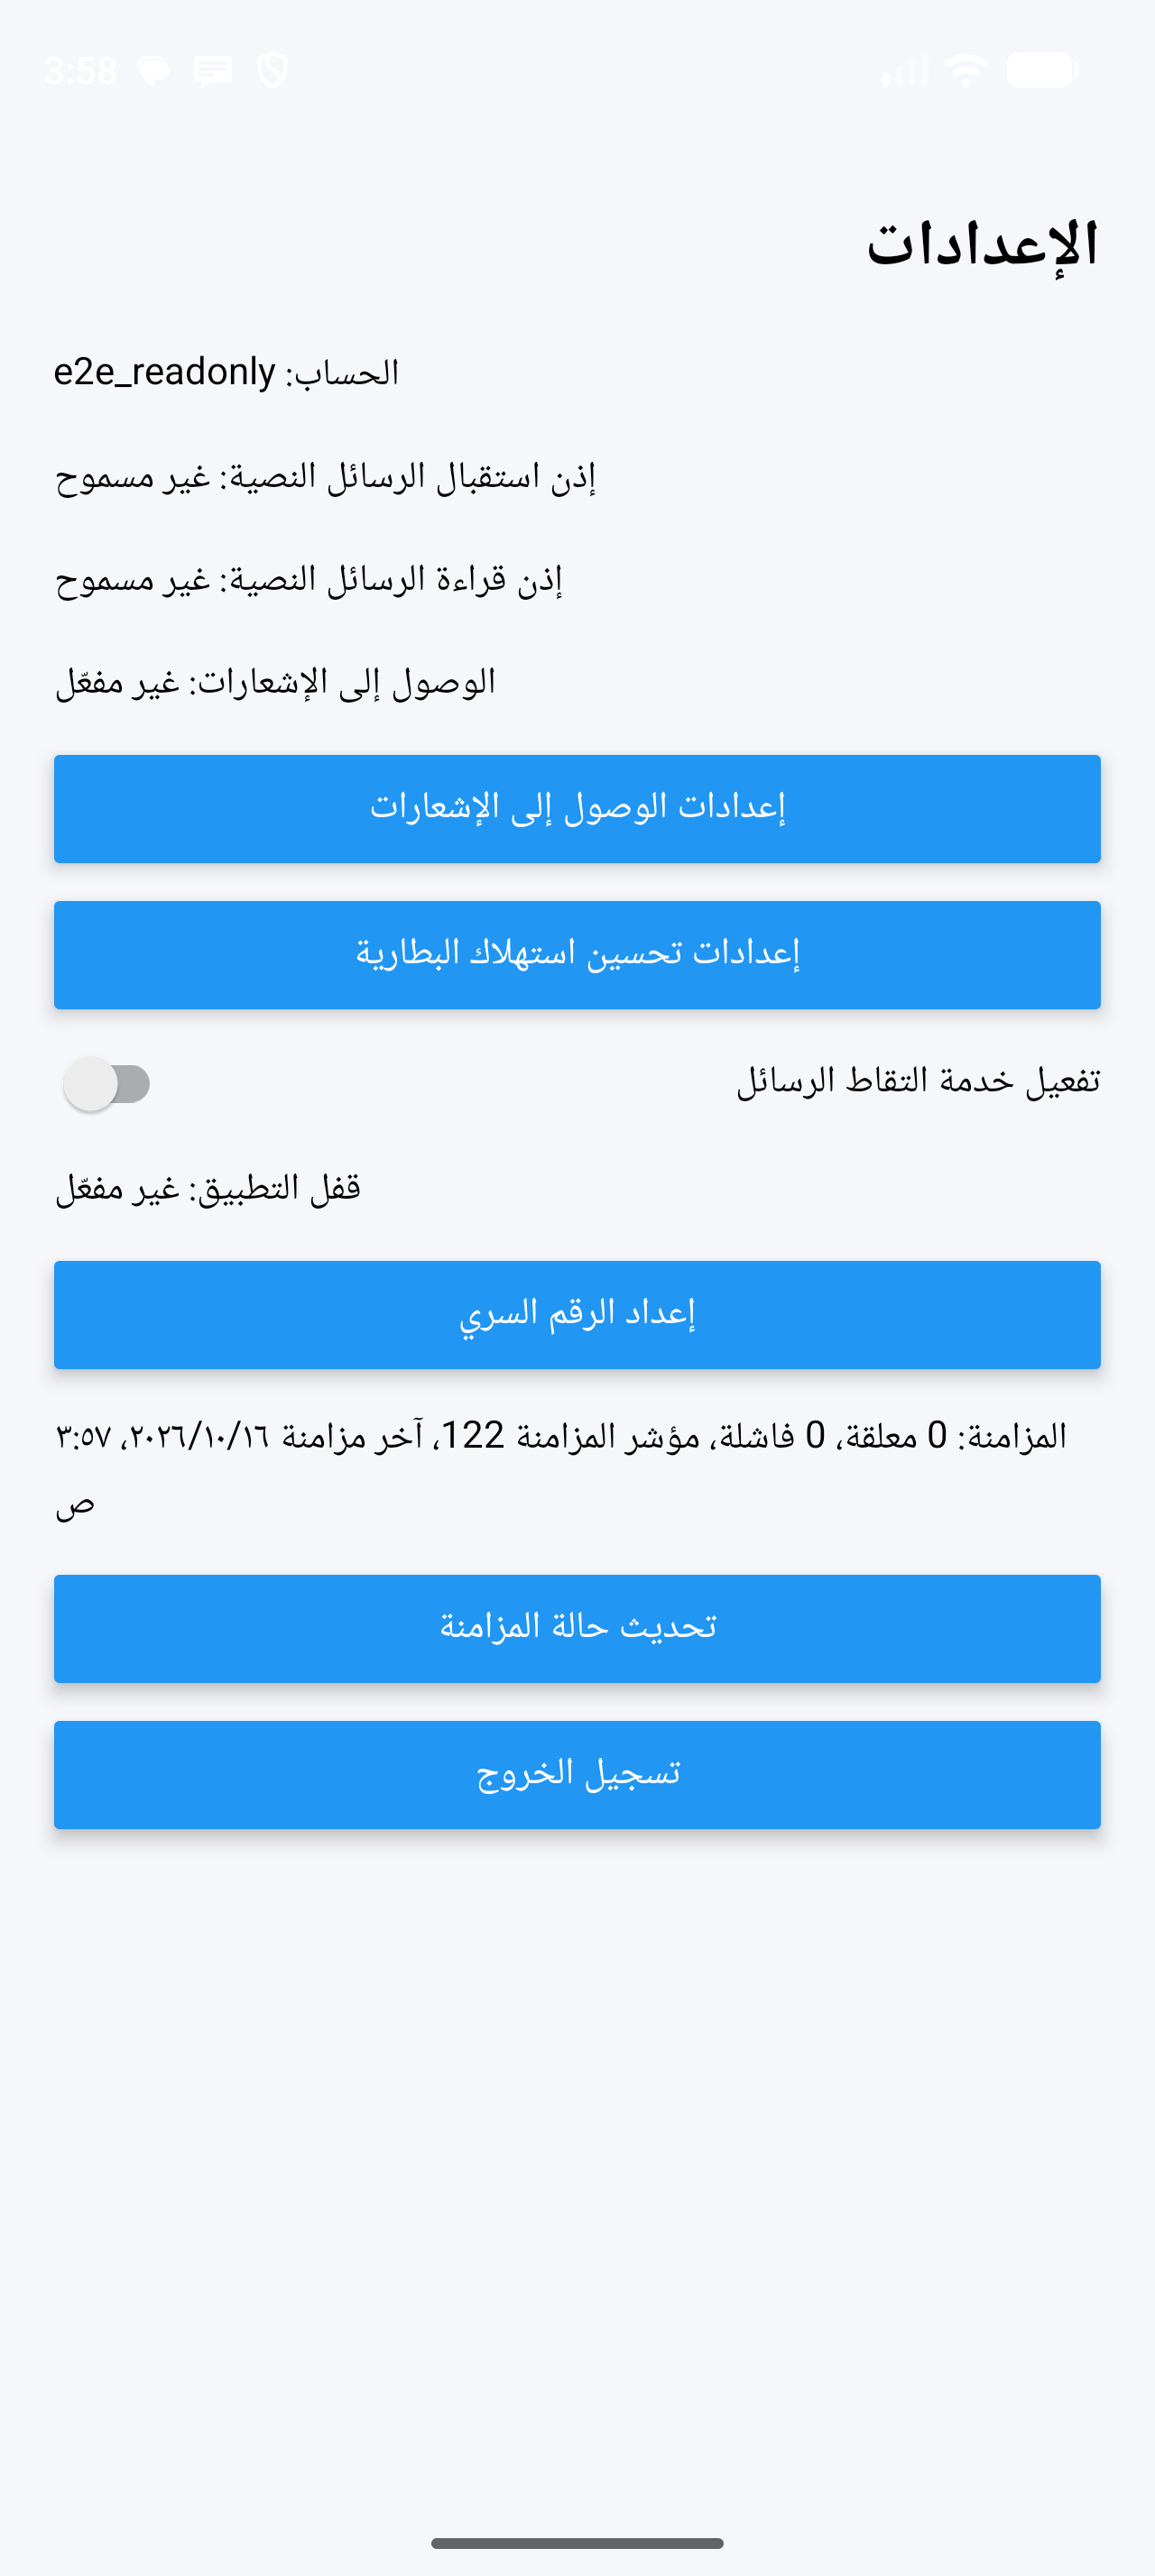 3:58
الإعدادات
الحساب: e2e_readonly
إذن استقبال الرسائل النصية: غير مسموح
إذن قراءة الرسائل النصية: غير مسموح
الوصول إلى الإشعارات: غير مفعّل
إعدادات الوصول إلى الإشعارات
إعدادات تحسين استهلاك البطارية
تفعيل خدمة التقاط الرسائل
قفل التطبيق: غير مفعّل
إعداد الرقم السري
المزامنة: 0 معلقة، 0 فاشلة، مؤشر المزامنة 122، آخر مزامنة ١٦‏/١٠‏/٢٠٢٦، ٣:٥٧
ص
تحديث حالة المزامنة
تسجيل الخروج